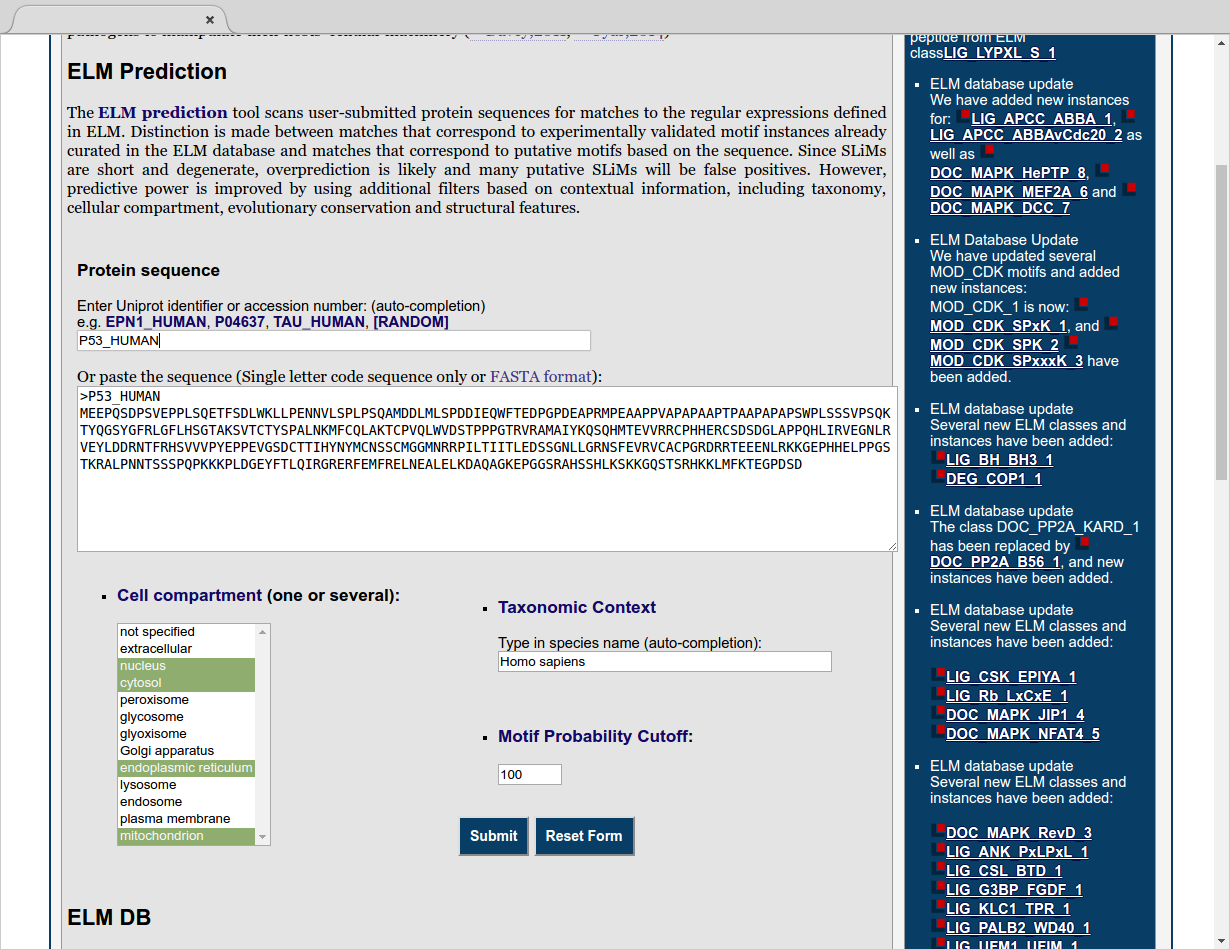 ELM Prediction
The ELM prediction tool scans user-submitted protein sequences for matches to the regular expressions defined
in ELM. Distinction is made between matches that correspond to experimentally validated motif instances already
curated in the ELM database and matches that correspond to putative motifs based on the sequence. Since SLiMs
are short and degenerate, overprediction is likely and many putative SLiMs will be false positives. However,
predictive power is improved by using additional filters based on contextual information, including taxonomy,
cellular compartment, evolutionary conservation and structural features.
Protein sequence
Enter Uniprot identifier or accession number: (auto-completion)
e.g. EPN1_HUMAN, P04637, TAU_HUMAN, [RANDOM]
P53_HUMAN
Or paste the sequence (Single letter code sequence only or FASTA format):
>P53_HUMAN
MEEPQSDPSVEPPLSQETFSDLWKLLPENNVLSPLPSQAMDDLMLSPDDIEQWFTEDPGPDEAPRMPEAAPPVAPAPAAPTPAAPAPAPSWPLSSSVPSQK
TYQGSYGFRLGFLHSGTAKSVTCTYSPALNKMFCQLAKTCPVQLWVDSTPPPGTRVRAMAIYKQSQHMTEVVRRCPHHERCSDSDGLAPPQHLIRVEGNLR
VEYLDDRNTFRHSVVVPYEPPEVGSDCTTIHYNYMCNSSCMGGMNRRPILTIITLEDSSGNLLGRNSFEVRVCACPGRDRRTEEENLRKKGEPHHELPPGS
TKRALPNNTSSSPQPKKKPLDGEYFTLQIRGRERFEMFRELNEALELKDAQAGKEPGGSRAHSSHLKSKKGQSTSRHKKLMFKTEGPDSD
Cell compartment (one or several):
not specified
extracellular
nucleus
cytosol
peroxisome
glycosome
glyoxisome
Golgi apparatus
endoplasmic reticulum
lysosome
endosome
plasma membrane
mitochondrion
Taxonomic Context
Type in species name (auto-completion):
Homo sapiens
Motif Probability Cutoff:
100
Submit
Reset Form
ELM DB
peptide from ELM
classLIG_LYPXL_S_1
ELM database update
We have added new instances
for: LIG_APCC_ABBA_1,
LIG_APCC_ABBAvCdc20_2 as
well as
DOC_MAPK_HePTP_8,
DOC_MAPK_MEF2A_6 and
DOC_MAPK_DCC_7
ELM Database Update
We have updated several
MOD_CDK motifs and added
new instances:
MOD_CDK_1 is now:
MOD_CDK_SPxK_1, and
MOD_CDK_SPK_2
MOD_CDK_SPxxxK_3 have
been added.
ELM database update
Several new ELM classes and
instances have been added:
LIG_BH_BH3_1
DEG_COP1_1
ELM database update
The class DOC_PP2A_KARD_1
has been replaced by
DOC_PP2A_B56_1, and new
instances have been added.
ELM database update
Several new ELM classes and
instances have been added:
LIG_CSK_EPIYA_1
LIG_Rb_LxCxE_1
DOC_MAPK_JIP1_4
DOC_MAPK_NFAT4_5
ELM database update
Several new ELM classes and
instances have been added:
DOC_MAPK_RevD_3
LIG_ANK_PxLPxL_1
LIG_CSL_BTD_1
LIG_G3BP_FGDF_1
LIG_KLC1_TPR_1
LIG_PALB2_WD40_1
LIG_UFM1_UFIM_1